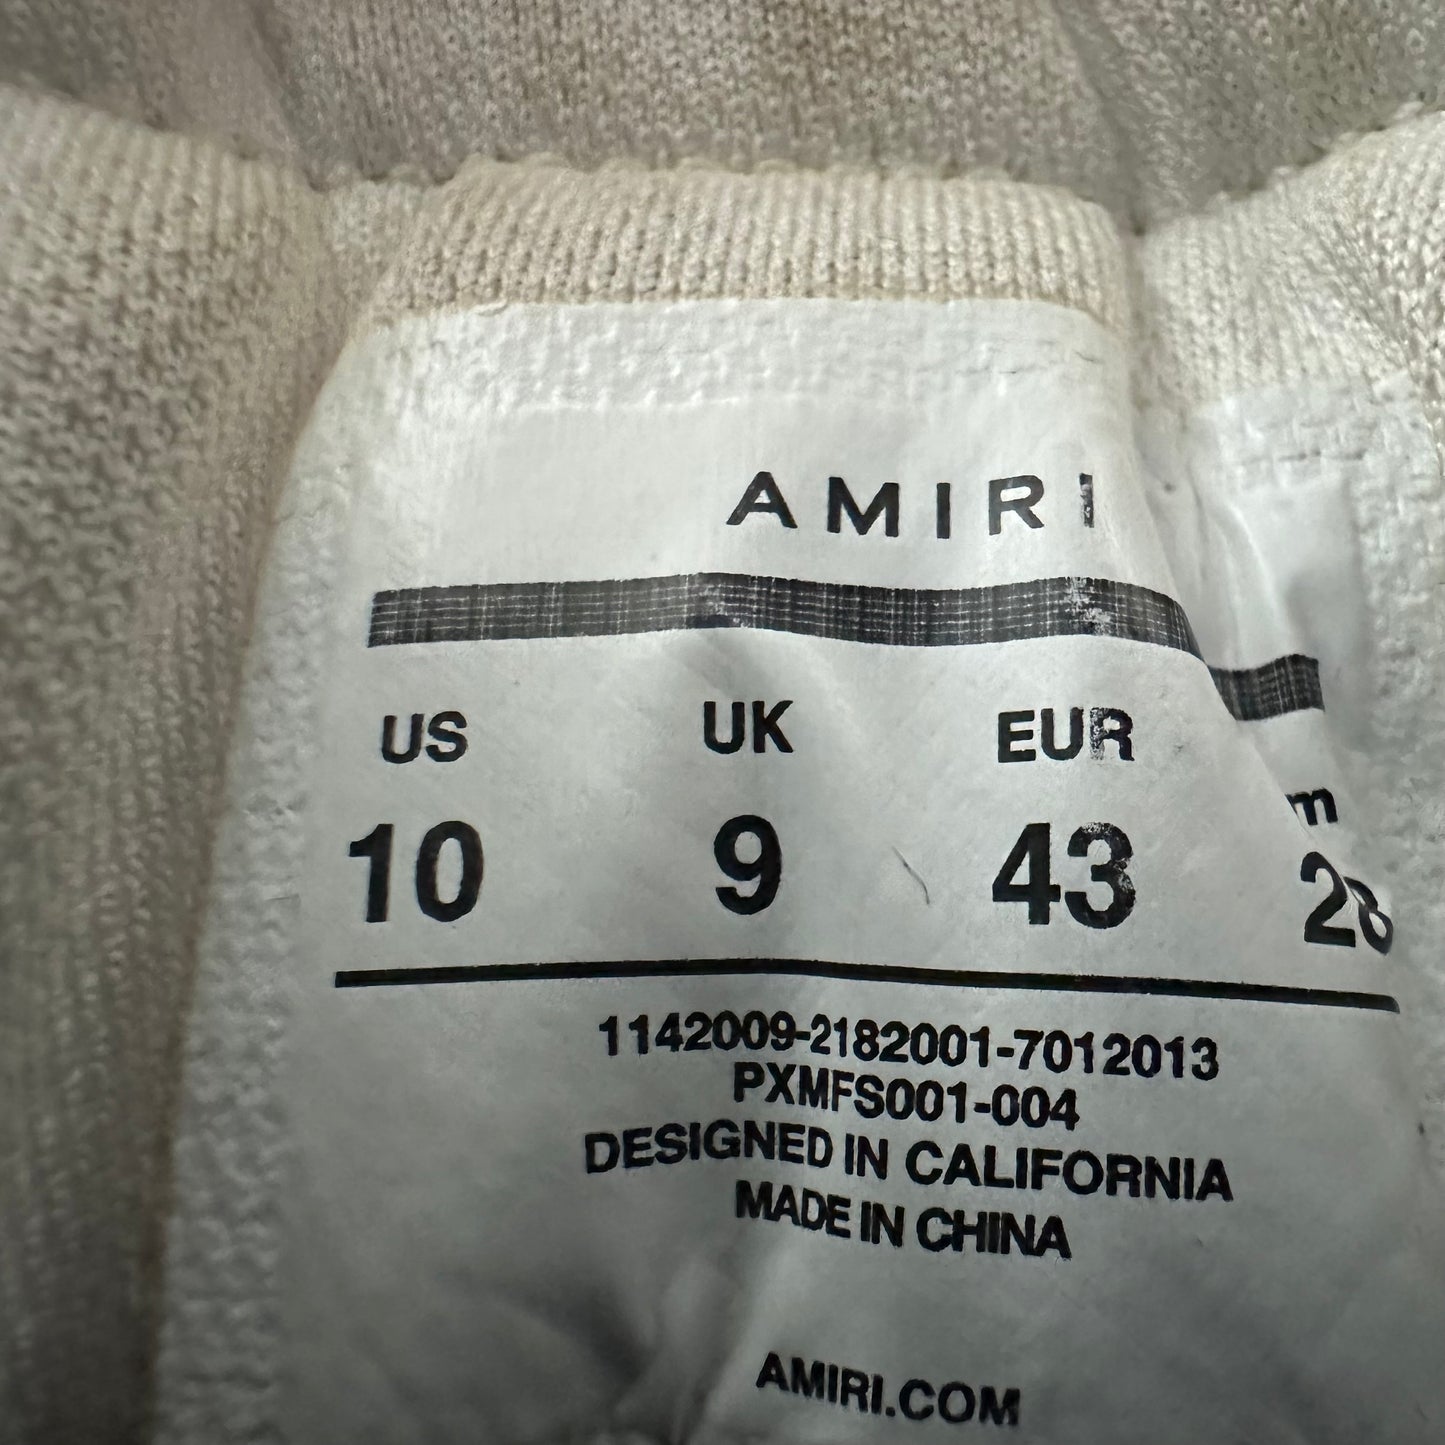 AMIRI
US UK EUR
10 9 43 28
1142009-2182001-7012013
PXMFS001-004
DESIGNED IN CALIFORNIA
MADE IN CHINA
AMIRI.COM